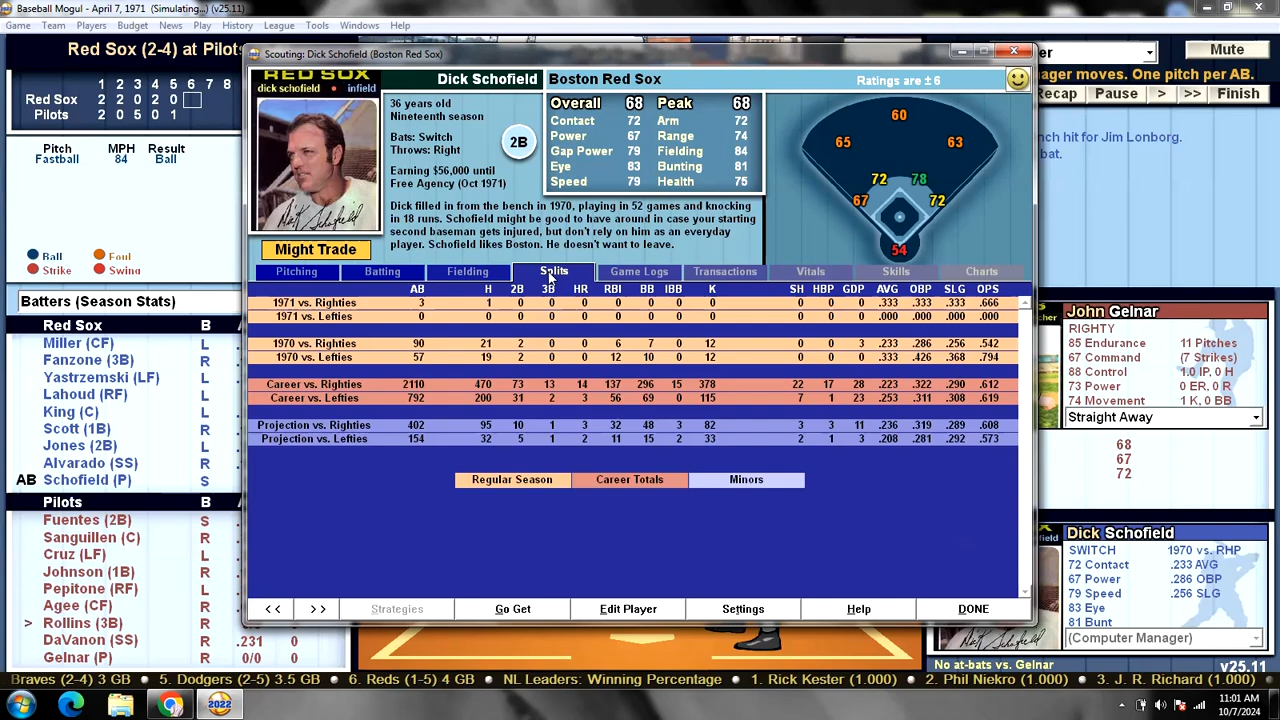 Baseball Mogul - April 7, 1971 (Simulating...) (v25.11)
Game Team Players Budget News Play History League Tools Windows Help
Red Sox (2-4) at Pilots
1 2 3 4 5 6 7 8
Red Sox 2 2 0 2 0
Pilots 2 0 5 0 1
Pitch MPH Result
Fastball 84 Ball
Ball Foul
Strike Swing
Batters (Season Stats)
Red Sox B
Miller (CF) L
Fanzone (3B) R
Yastrzemski (LF) L
Lahoud (RF) L
King (C) L
Scott (1B) R
Jones (2B) L
Alvarado (SS) R
AB Schofield (P) S
Pilots B
Fuentes (2B) S
Sanguillen (C) R
Cruz (LF) L
Johnson (1B) R
Pepitone (RF) L
Agee (CF) R
> Rollins (3B) R
DaVanon (SS) R .231 0
Gelnar (P) R 0/0 0
Scouting: Dick Schofield (Boston Red Sox)
RED SOX
dick schofield • infield
Might Trade
Dick Schofield
36 years old
Nineteenth season
Bats: Switch
Throws: Right
Earning $56,000 until
Free Agency (Oct 1971)
2B
Boston Red Sox
Ratings are ± 6
Overall 68 Peak 68
Contact 72 Arm 72
Power 67 Range 74
Gap Power 79 Fielding 84
Eye 83 Bunting 81
Speed 79 Health 75
Dick filled in from the bench in 1970, playing in 52 games and knocking
in 18 runs. Schofield might be good to have around in case your starting
second baseman gets injured, but don't rely on him as an everyday
player. Schofield likes Boston. He doesn't want to leave.
60
65 63
72 78
67 72
54
Pitching Batting Fielding Splits Game Logs Transactions Vitals Skills Charts
AB H 2B 3B HR RBI BB IBB K SH HBP GDP AVG OBP SLG OPS
1971 vs. Righties 3 1 0 0 0 0 0 0 0 0 0 0 .333 .333 .333 .666
1971 vs. Lefties 0 0 0 0 0 0 0 0 0 0 0 0 .000 .000 .000 .000
1970 vs. Righties 90 21 2 0 0 6 7 0 12 0 0 3 .233 .286 .256 .542
1970 vs. Lefties 57 19 2 0 0 12 10 0 12 0 0 0 .333 .426 .368 .794
Career vs. Righties 2110 470 73 13 14 137 296 15 378 22 17 28 .223 .322 .290 .612
Career vs. Lefties 792 200 31 2 3 56 69 0 115 7 1 23 .253 .311 .308 .619
Projection vs. Righties 402 95 10 1 3 32 48 3 82 3 3 11 .236 .319 .289 .608
Projection vs. Lefties 154 32 5 1 2 11 15 2 33 2 1 3 .208 .281 .292 .573
Regular Season Career Totals Minors
<< >> Strategies Go Get Edit Player Settings Help DONE
Mute
ager moves. One pitch per AB.
ecap Pause > >> Finish
nch hit for Jim Lonborg.
bat.
John Gelnar
RIGHTY
85 Endurance 11 Pitches
67 Command (7 Strikes)
88 Control 1.0 IP, 0 H
73 Power 0 ER, 0 R
74 Movement 1 K, 0 BB
Straight Away
68
67
72
Dick Schofield
SWITCH 1970 vs. RHP
72 Contact .233 AVG
67 Power .286 OBP
79 Speed .256 SLG
83 Eye
81 Bunt
(Computer Manager)
No at-bats vs. Gelnar v25.11
Braves (2-4) 3 GB 5. Dodgers (2-5) 3.5 GB 6. Reds (1-5) 4 GB NL Leaders: Winning Percentage 1. Rick Kester (1.000) 2. Phil Niekro (1.000) 3. J. R. Richard (1.000)
2022
11:01 AM
10/7/2024